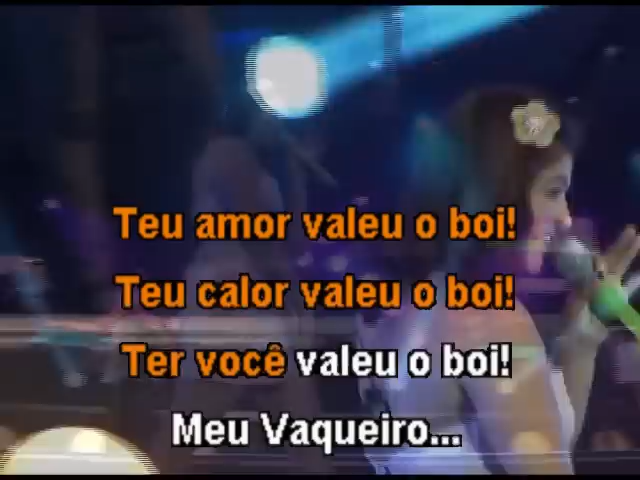 Teu amor valeu o boi!
Teu calor valeu o boi!
Ter você valeu o boi!
Meu Vaqueiro...